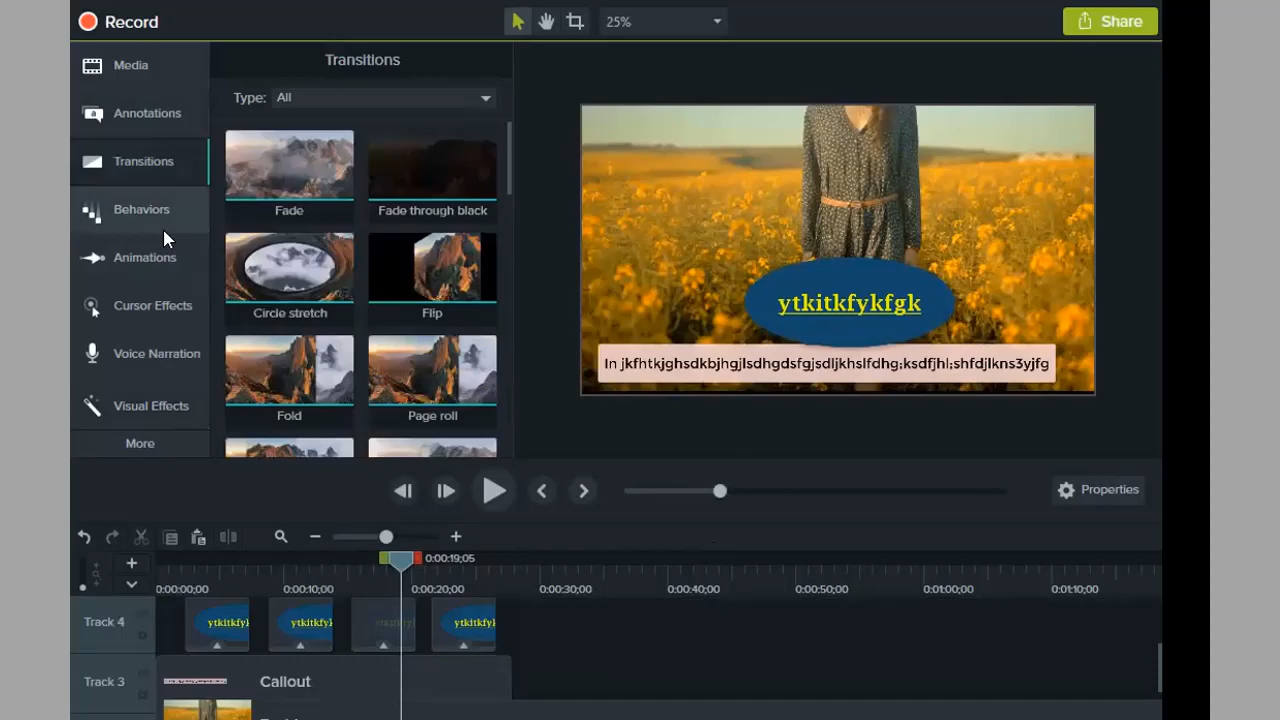 Record
25%
Share
Media
Annotations
Transitions
Behaviors
Animations
Cursor Effects
Voice Narration
Visual Effects
More
Transitions
Type: All
Fade
Fade through black
Circle stretch
Flip
Fold
Page roll
ytkitkfykfgk
In jkfhtkjghsdkbjhgjlsdhgdsfgjsdljkhslfdhg;ksdfjhl;shfdjlkns3yjfg
Properties
0:00:19;05
0:00:00;00
0:00:10;00
0:00:20;00
0:00:30;00
0:00:40;00
0:00:50;00
0:01:00;00
0:01:10;00
Track 4
ytkitkfyk
ytkitkfyk
ytkitkfyk
ytkitkfyk
Track 3
Callout